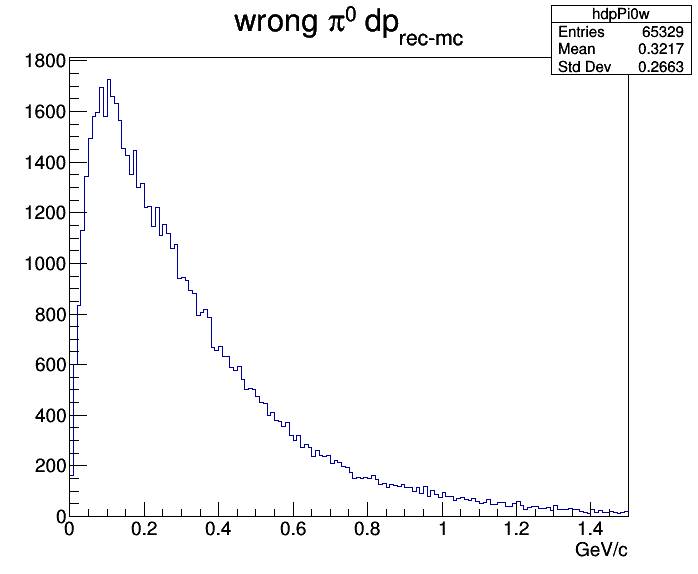 wrong π⁰ dp rec-mc
hdpPi0w
Entries 65329
Mean 0.3217
Std Dev 0.2663
1800
1600
1400
1200
1000
800
600
400
200
0
0 0.2 0.4 0.6 0.8 1 1.2 1.4
GeV/c